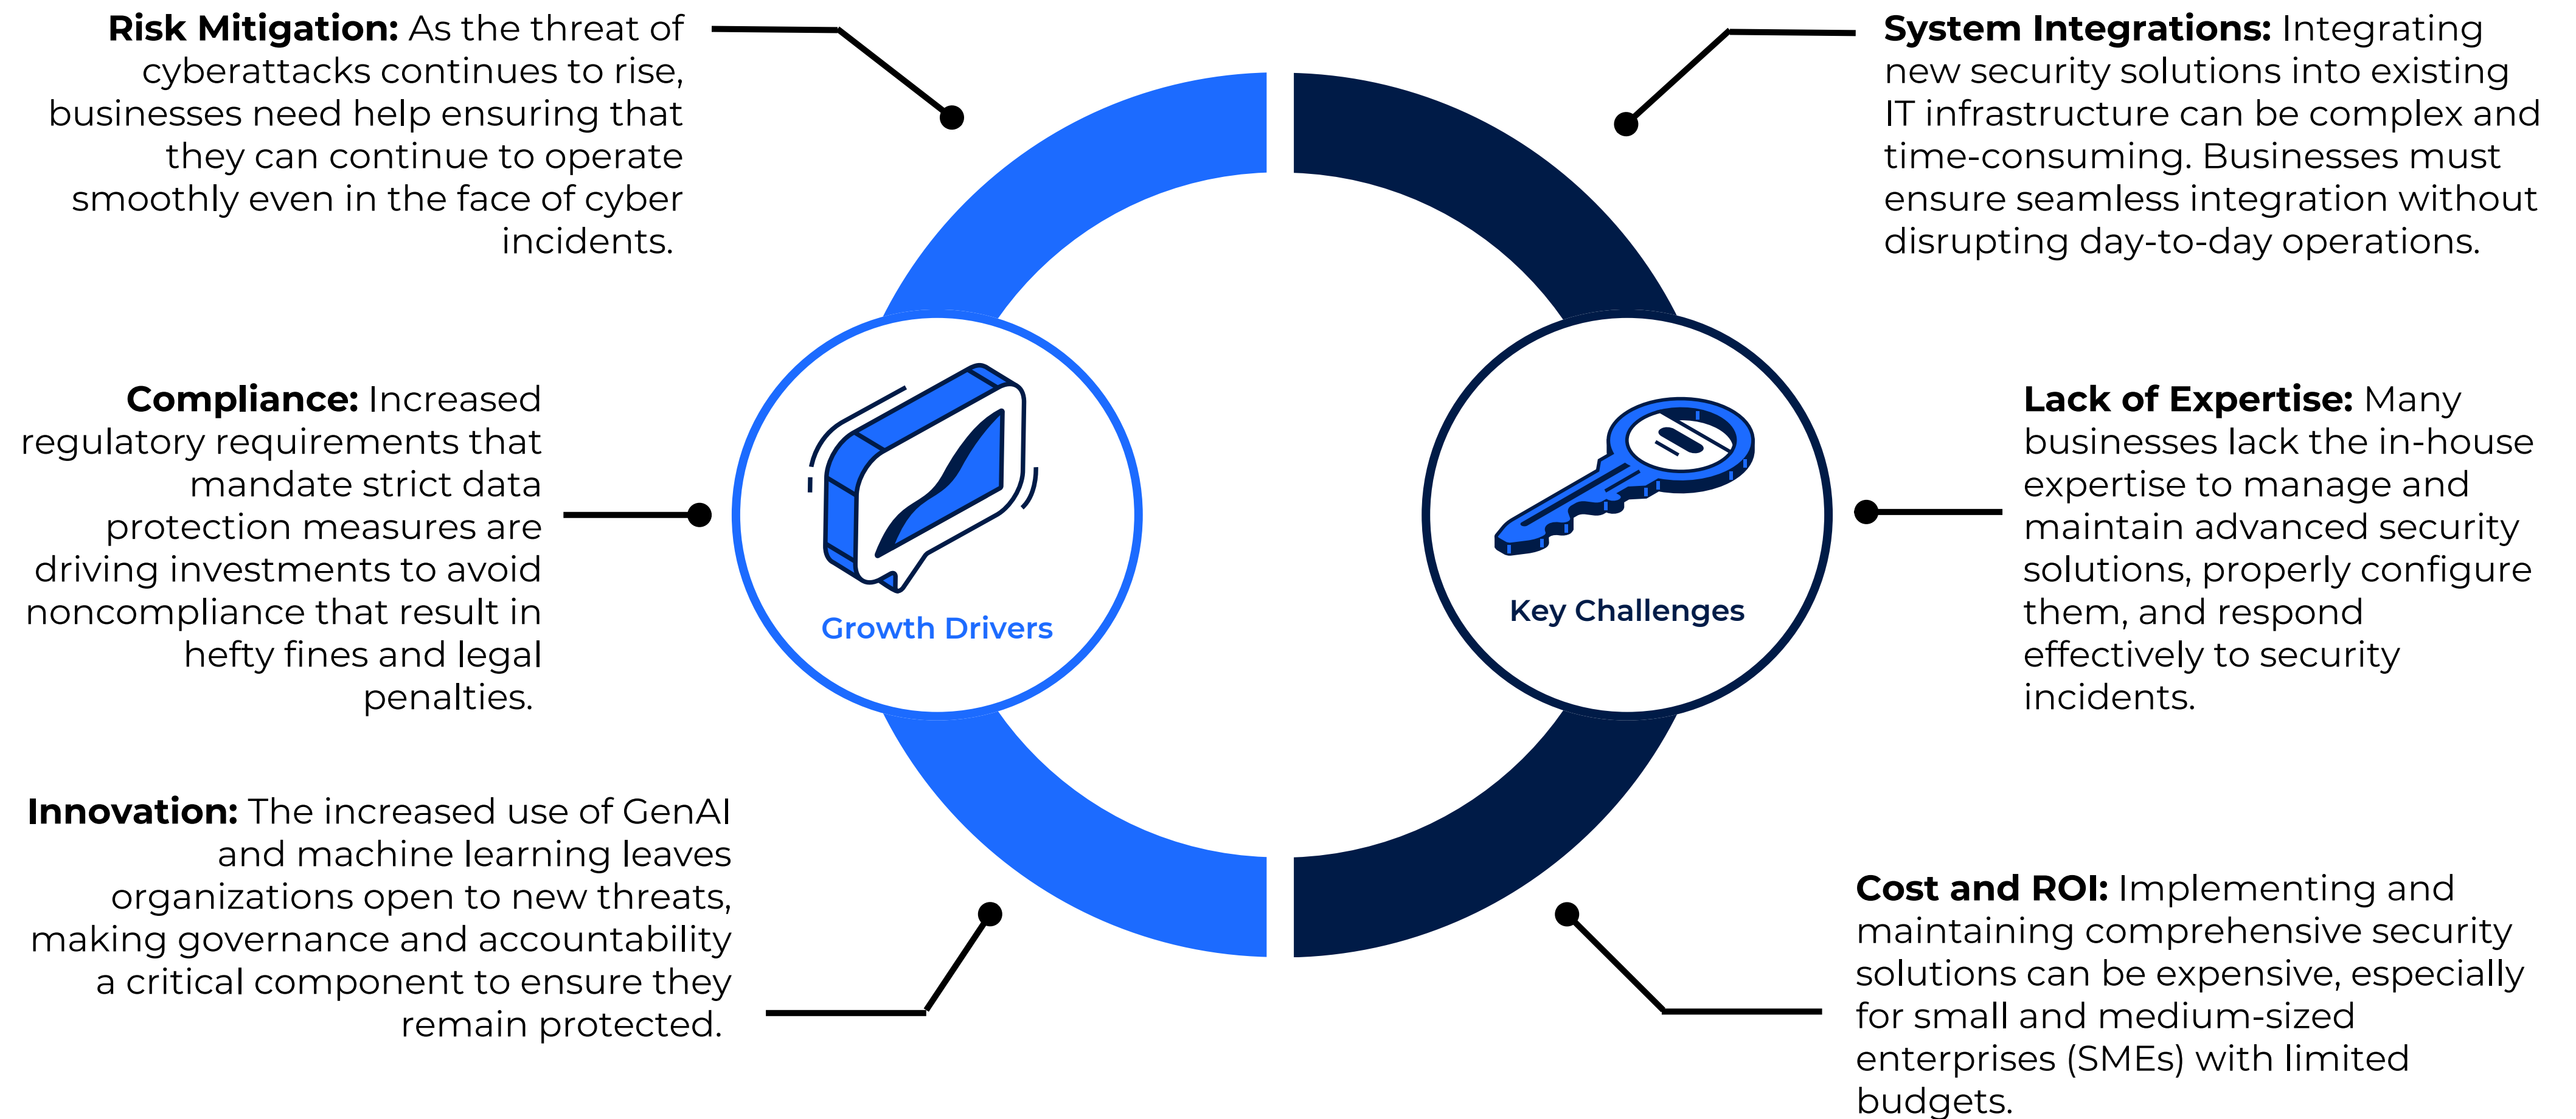 Risk Mitigation: As the threat of
cyberattacks continues to rise,
businesses need help ensuring that
they can continue to operate
smoothly even in the face of cyber
incidents.
Compliance: Increased
regulatory requirements that
mandate strict data
protection measures are
driving investments to avoid
noncompliance that result in
hefty fines and legal
penalties.
Innovation: The increased use of GenAI
and machine learning leaves
organizations open to new threats,
making governance and accountability
a critical component to ensure they
remain protected.
Growth Drivers
Key Challenges
System Integrations: Integrating
new security solutions into existing
IT infrastructure can be complex and
time-consuming. Businesses must
ensure seamless integration without
disrupting day-to-day operations.
Lack of Expertise: Many
businesses lack the in-house
expertise to manage and
maintain advanced security
solutions, properly configure
them, and respond
effectively to security
incidents.
Cost and ROI: Implementing and
maintaining comprehensive security
solutions can be expensive, especially
for small and medium-sized
enterprises (SMEs) with limited
budgets.